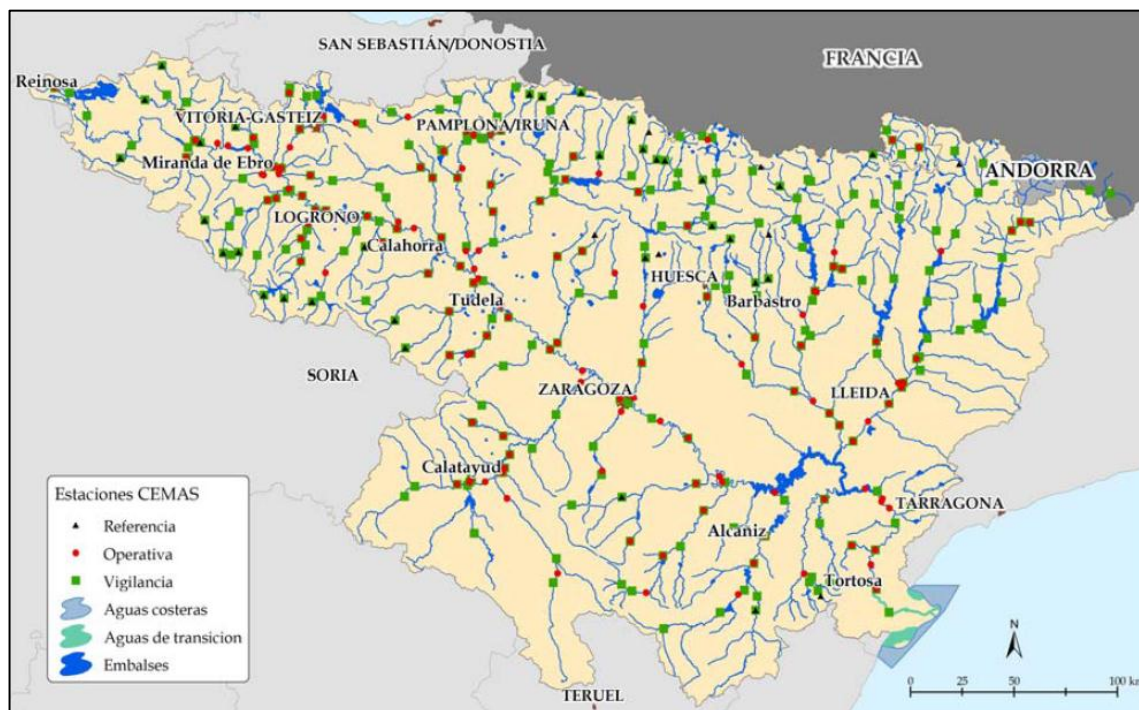 SAN SEBASTIÁN/DONOSTIA
FRANCIA
Reinosa
VITORIA-GASTEIZ
PAMPLONA/IRUÑA
ANDORRA
Miranda de Ebro
LOGROÑO
Calahorra
HUESCA
Tudela
Barbastro
SORIA
ZARAGOZA
LLEIDA
Calatayud
TARRAGONA
Alcañiz
Tortosa
TERUEL
Estaciones CEMAS
Referencia
Operativa
Vigilancia
Aguas costeras
Aguas de transicion
Embalses
N
0 25 50 100 km